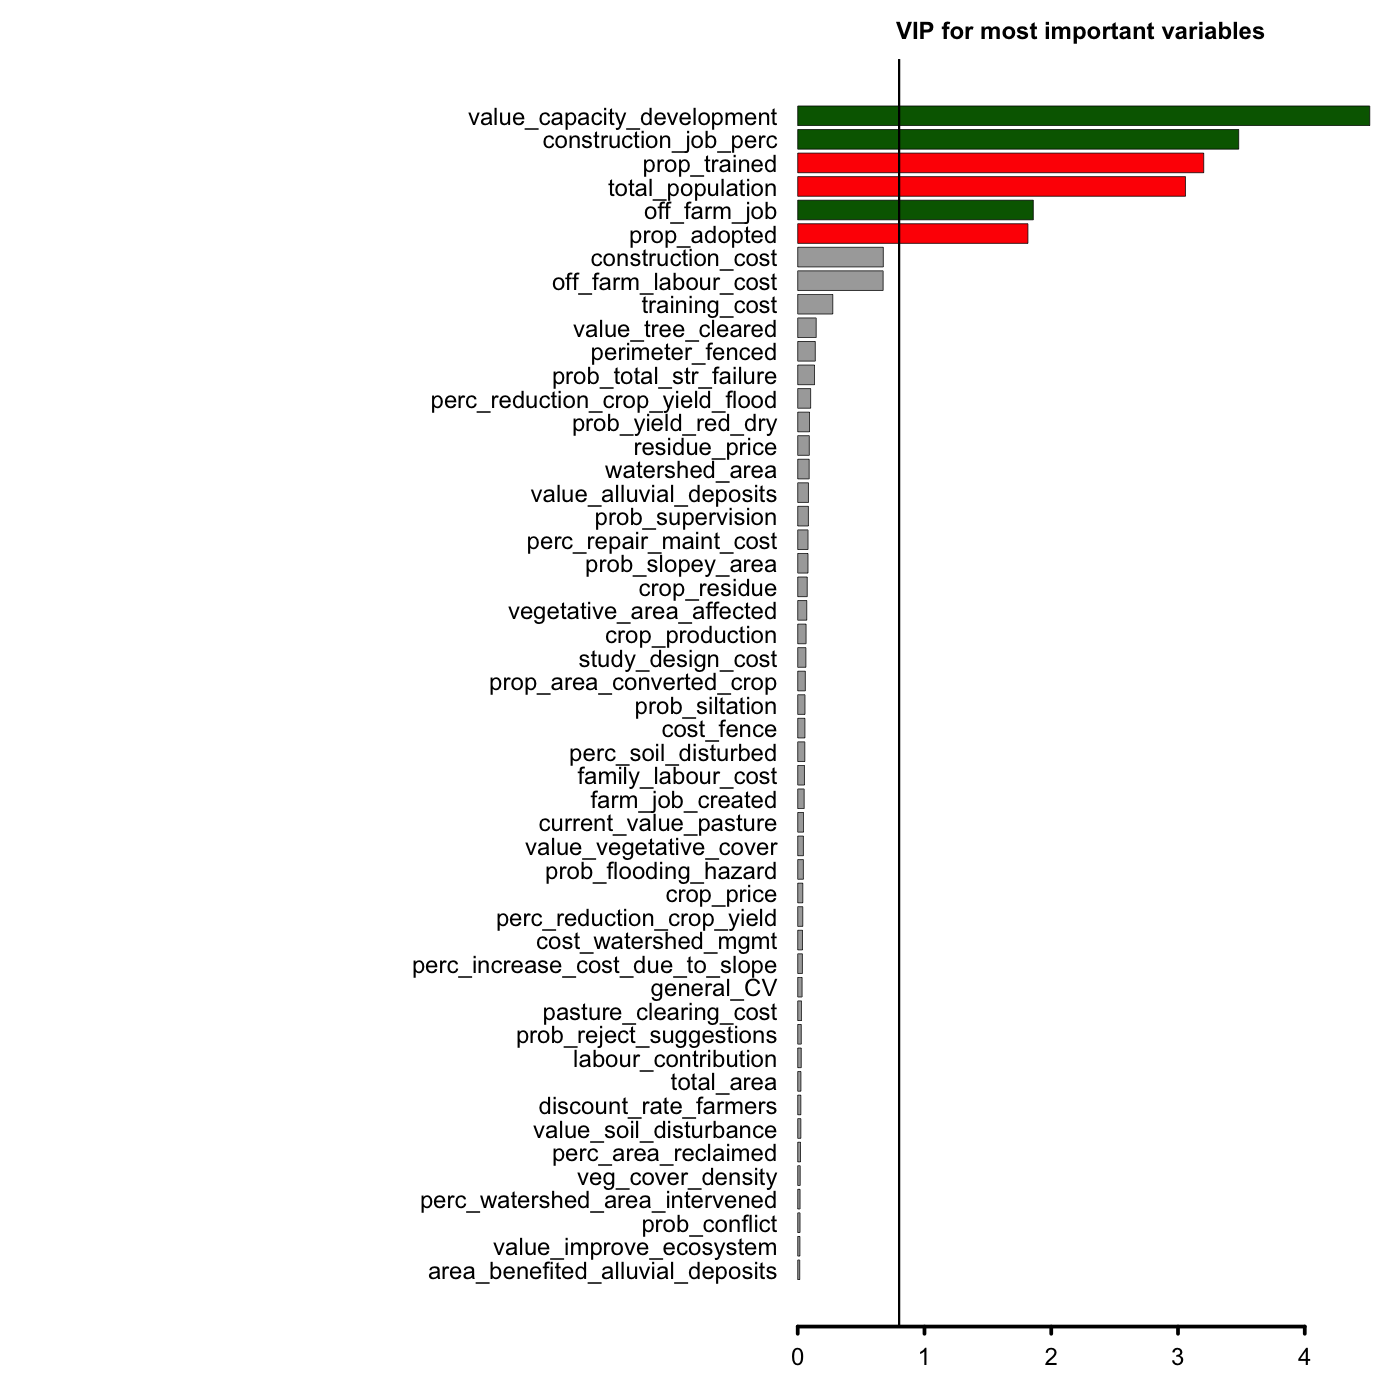 VIP for most important variables
value_capacity_development
construction_job_perc
prop_trained
total_population
off_farm_job
prop_adopted
construction_cost
off_farm_labour_cost
training_cost
value_tree_cleared
perimeter_fenced
prob_total_str_failure
perc_reduction_crop_yield_flood
prob_yield_red_dry
residue_price
watershed_area
value_alluvial_deposits
prob_supervision
perc_repair_maint_cost
prob_slopey_area
crop_residue
vegetative_area_affected
crop_production
study_design_cost
prop_area_converted_crop
prob_siltation
cost_fence
perc_soil_disturbed
family_labour_cost
farm_job_created
current_value_pasture
value_vegetative_cover
prob_flooding_hazard
crop_price
perc_reduction_crop_yield
cost_watershed_mgmt
perc_increase_cost_due_to_slope
general_CV
pasture_clearing_cost
prob_reject_suggestions
labour_contribution
total_area
discount_rate_farmers
value_soil_disturbance
perc_area_reclaimed
veg_cover_density
perc_watershed_area_intervened
prob_conflict
value_improve_ecosystem
area_benefited_alluvial_deposits
0 1 2 3 4